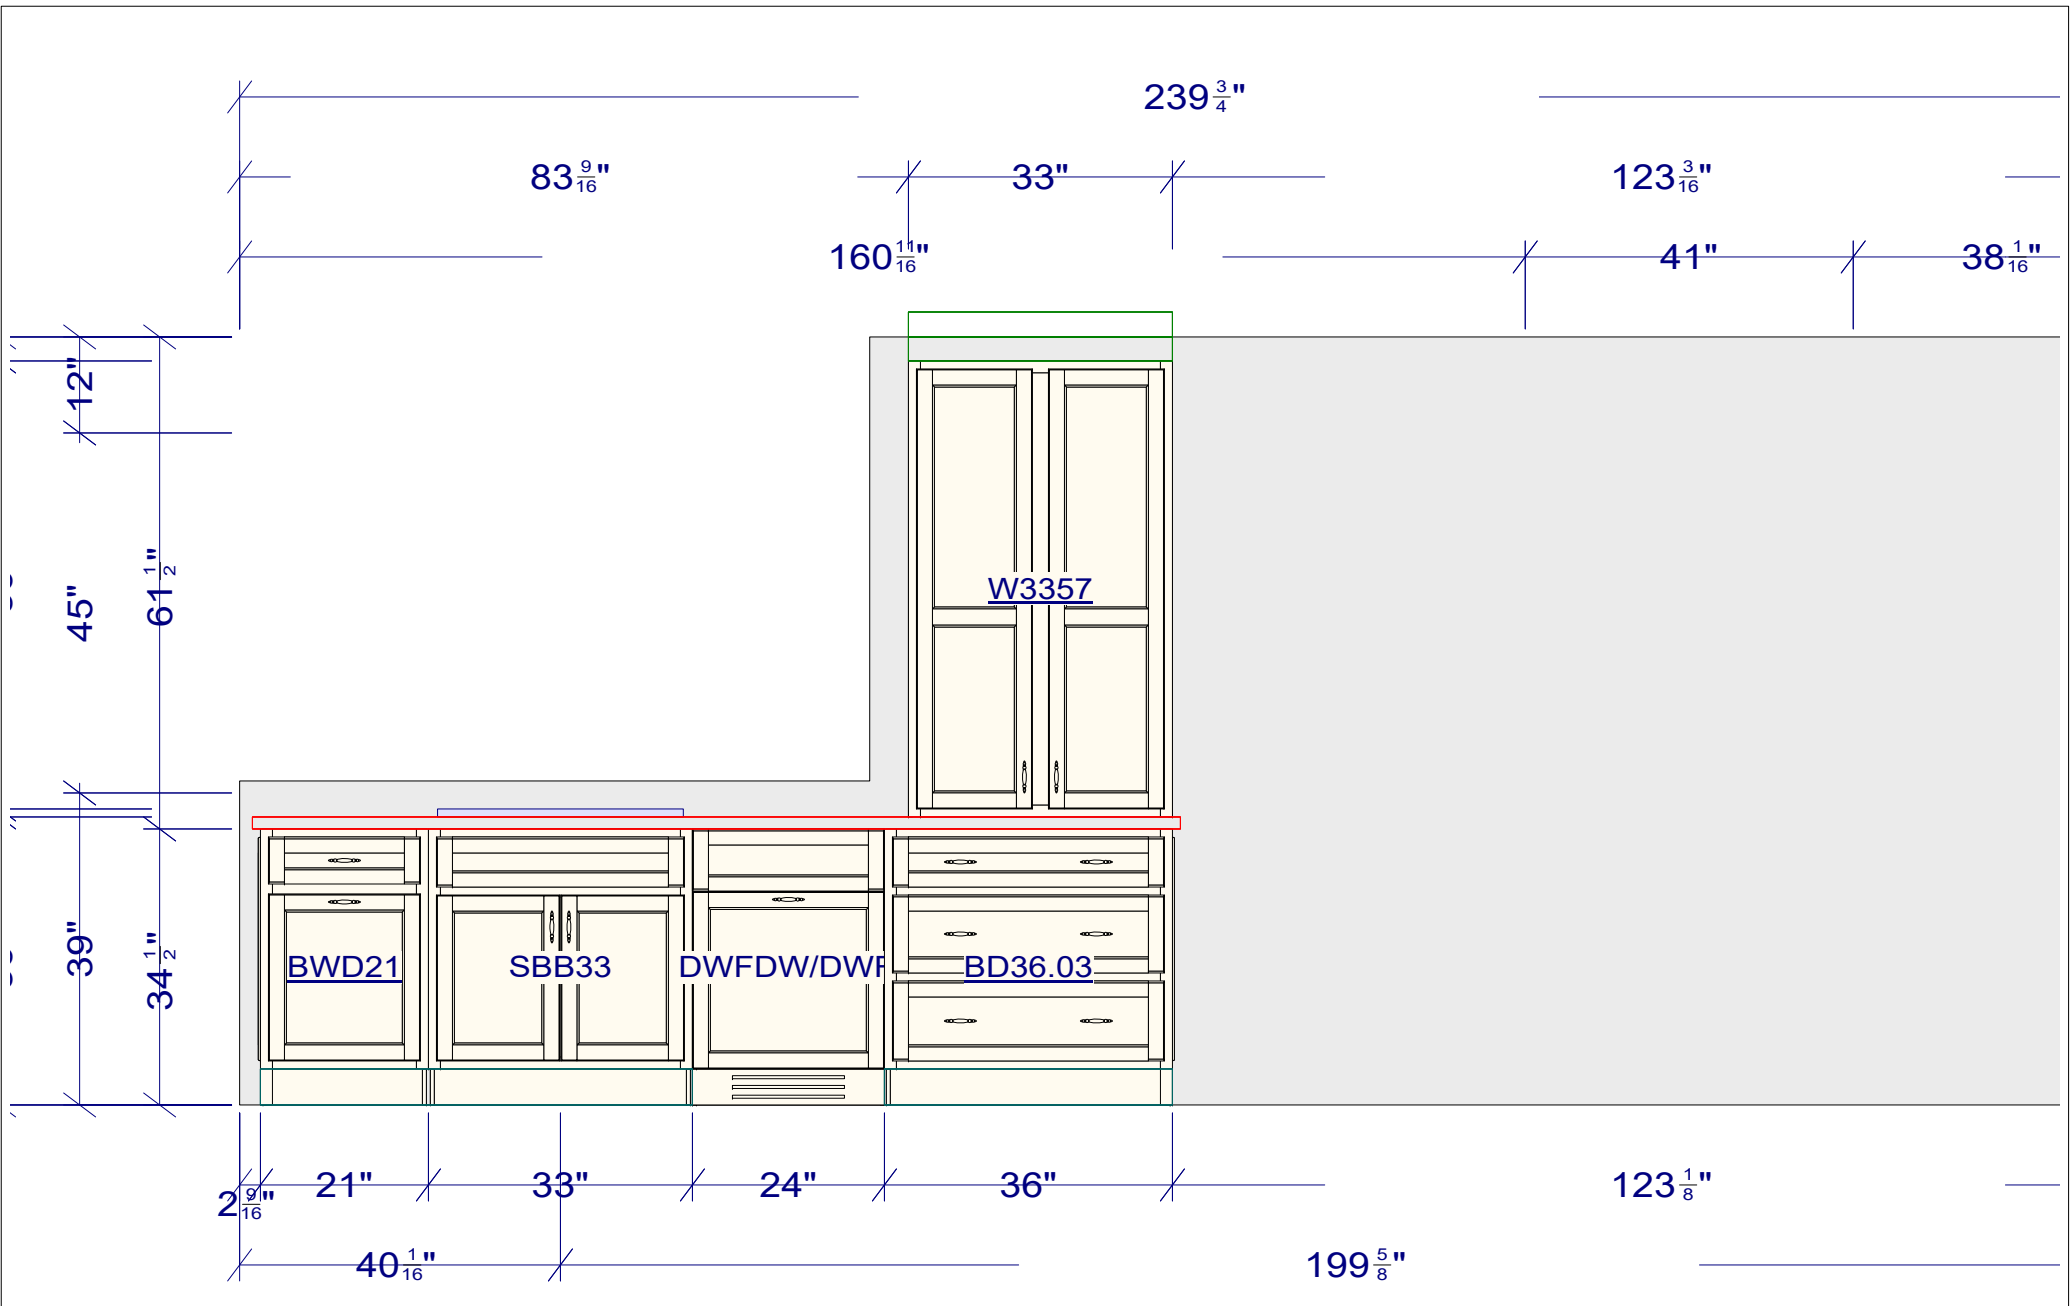 239 3/4"
83 9/16" 33" 123 3/16"
160 11/16" 41" 38 1/16"
12"
45"
61 1/2"
39"
34 1/2"
W3357
BWD21 SBB33 DWFDW/DWF BD36.03
2 9/16" 21" 33" 24" 36" 123 1/8"
40 1/16" 199 5/8"